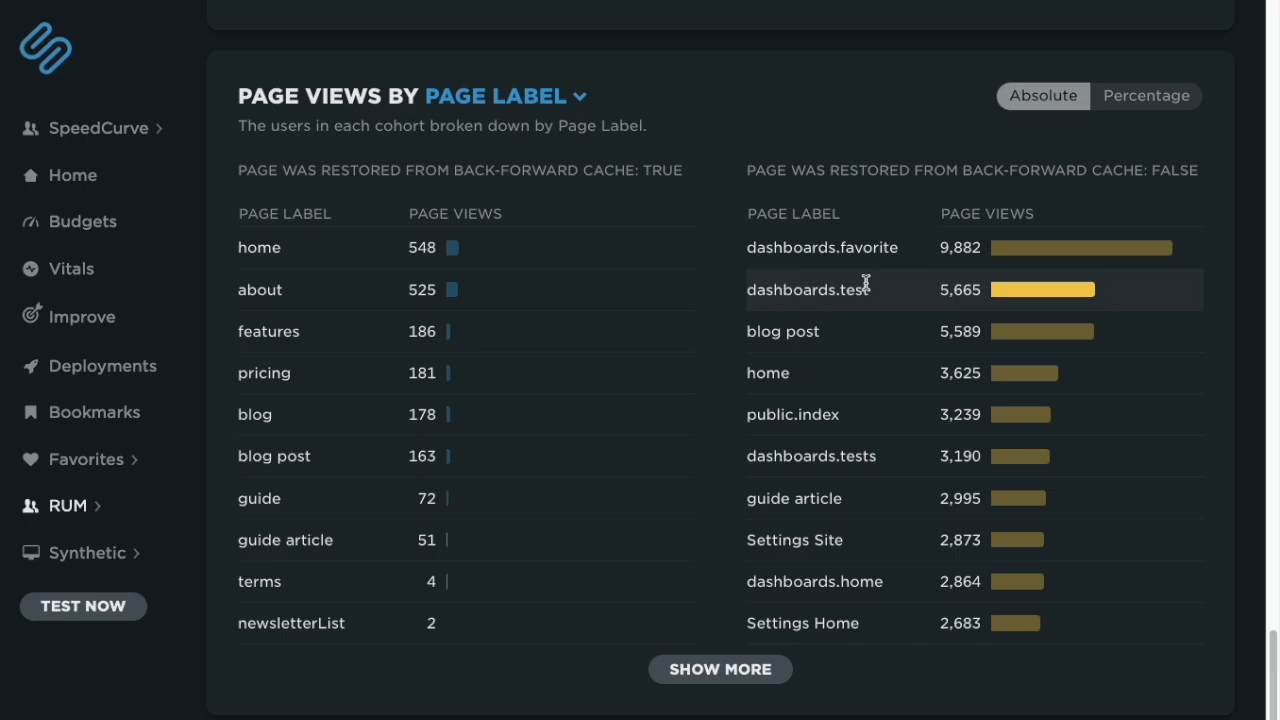 SpeedCurve
Home
Budgets
Vitals
Improve
Deployments
Bookmarks
Favorites
RUM
Synthetic
TEST NOW
PAGE VIEWS BY PAGE LABEL
Absolute Percentage
The users in each cohort broken down by Page Label.
PAGE WAS RESTORED FROM BACK-FORWARD CACHE: TRUE
PAGE LABEL PAGE VIEWS
home 548
about 525
features 186
pricing 181
blog 178
blog post 163
guide 72
guide article 51
terms 4
newsletterList 2
PAGE WAS RESTORED FROM BACK-FORWARD CACHE: FALSE
PAGE LABEL PAGE VIEWS
dashboards.favorite 9,882
dashboards.test 5,665
blog post 5,589
home 3,625
public.index 3,239
dashboards.tests 3,190
guide article 2,995
Settings Site 2,873
dashboards.home 2,864
Settings Home 2,683
SHOW MORE